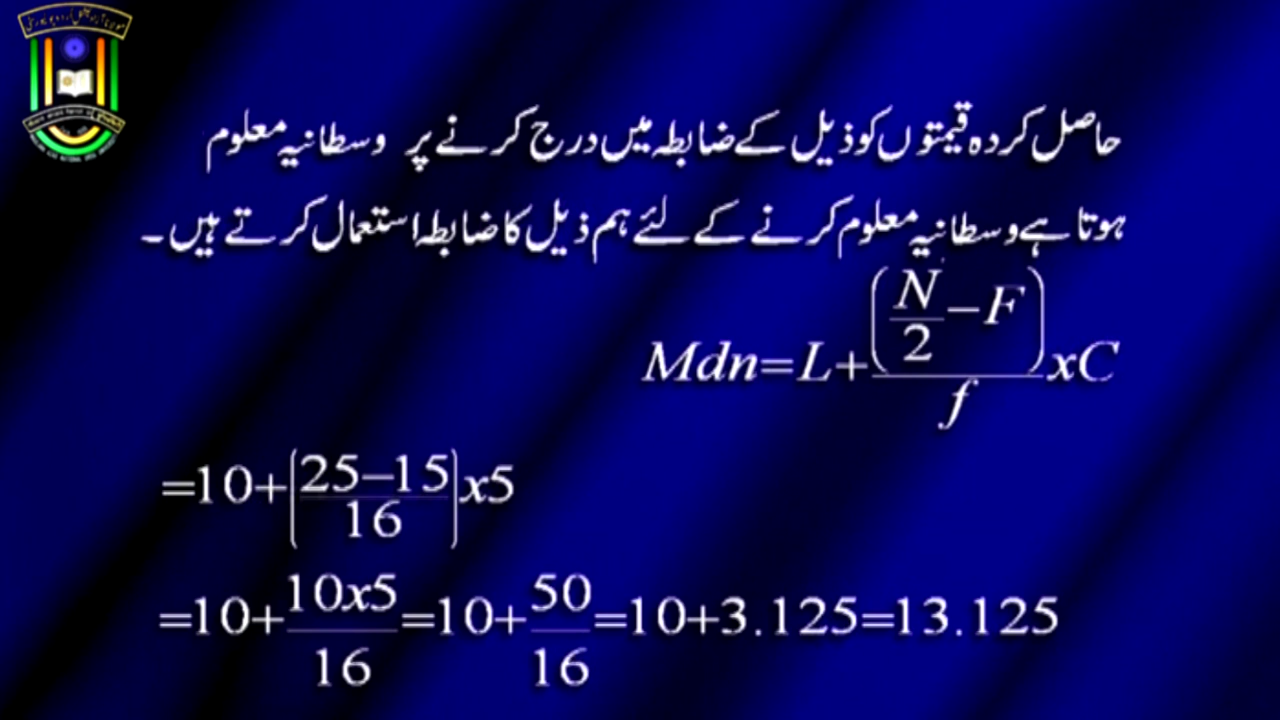 حاصل کردہ قیمتوں کو ذیل کے ضابطہ میں درج کرنے پر وسطانیہ معلوم
ہوتا ہے وسطانیہ معلوم کرنے کے لئے ہم ذیل کا ضابطہ استعمال کرتے ہیں۔
Mdn=L+((N/2)−F)/f xC
=10+(25−15/16)x5
=10+10x5/16=10+50/16=10+3.125=13.125